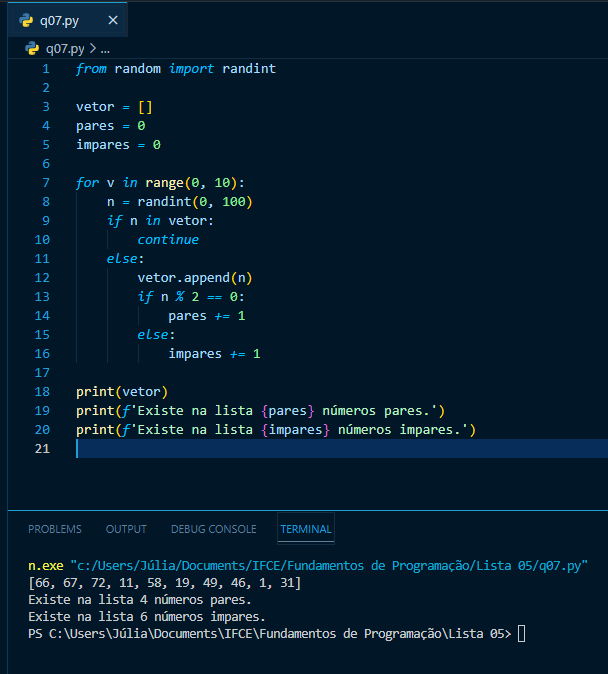 q07.py ×
q07.py > ...
1 from random import randint
2
3 vetor = []
4 pares = 0
5 impares = 0
6
7 for v in range(0, 10):
8     n = randint(0, 100)
9     if n in vetor:
10         continue
11     else:
12         vetor.append(n)
13         if n % 2 == 0:
14             pares += 1
15         else:
16             impares += 1
17
18 print(vetor)
19 print(f'Existe na lista {pares} números pares.')
20 print(f'Existe na lista {impares} números impares.')
21
PROBLEMS OUTPUT DEBUG CONSOLE TERMINAL
n.exe "c:/Users/Júlia/Documents/IFCE/Fundamentos de Programação/Lista 05/q07.py"
[66, 67, 72, 11, 58, 19, 49, 46, 1, 31]
Existe na lista 4 números pares.
Existe na lista 6 números impares.
PS C:\Users\Júlia\Documents\IFCE\Fundamentos de Programação\Lista 05>